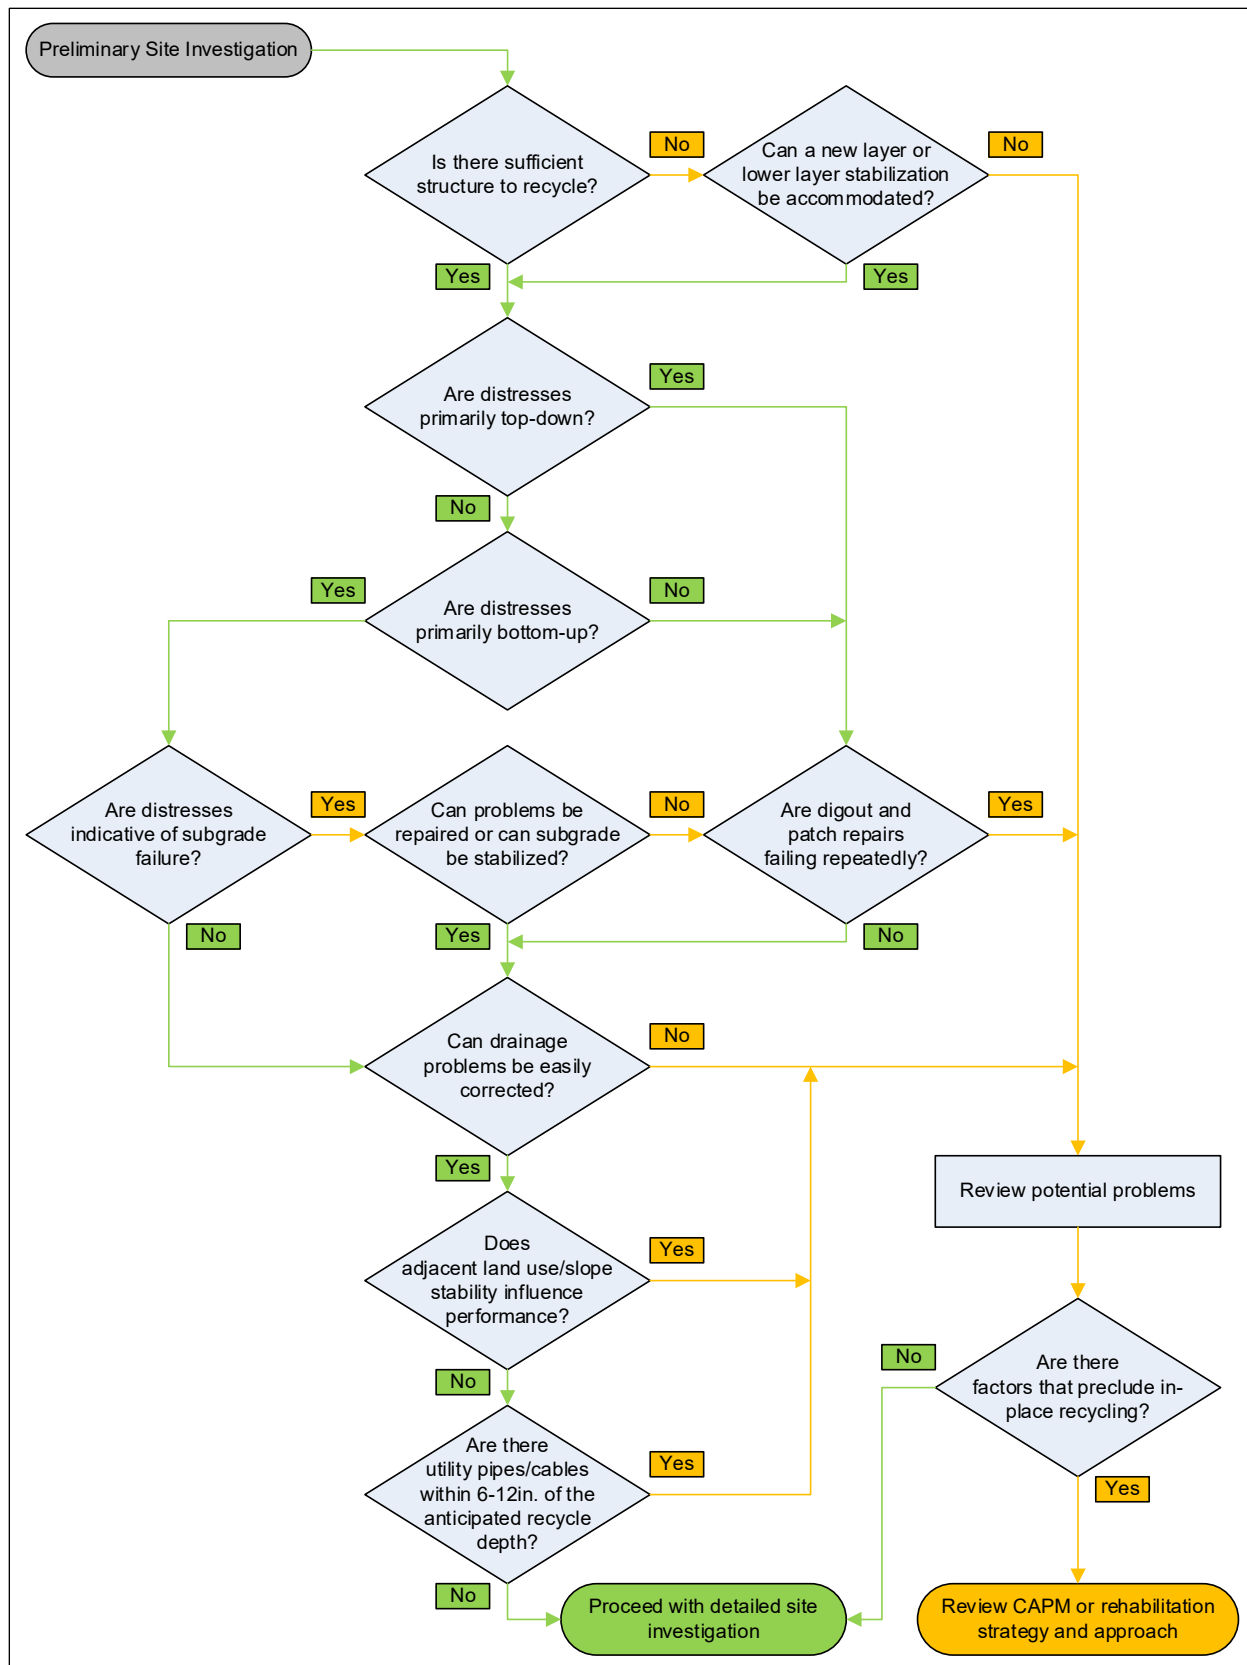 Preliminary Site Investigation
Is there sufficient
structure to recycle?
No
Can a new layer or
lower layer stabilization
be accommodated?
No
Yes
Yes
Are distresses
primarily top-down?
Yes
No
Are distresses
primarily bottom-up?
Yes
No
Are distresses
indicative of subgrade
failure?
Yes
Can problems be
repaired or can subgrade
be stabilized?
No
Are digout and
patch repairs
failing repeatedly?
Yes
No
Yes
No
Can drainage
problems be easily
corrected?
No
Yes
Review potential problems
Does
adjacent land use/slope
stability influence
performance?
Yes
No
Are there
factors that preclude in-
place recycling?
No
Yes
Are there
utility pipes/cables
within 6-12in. of the
anticipated recycle
depth?
Yes
No
Proceed with detailed site
investigation
Review CAPM or rehabilitation
strategy and approach